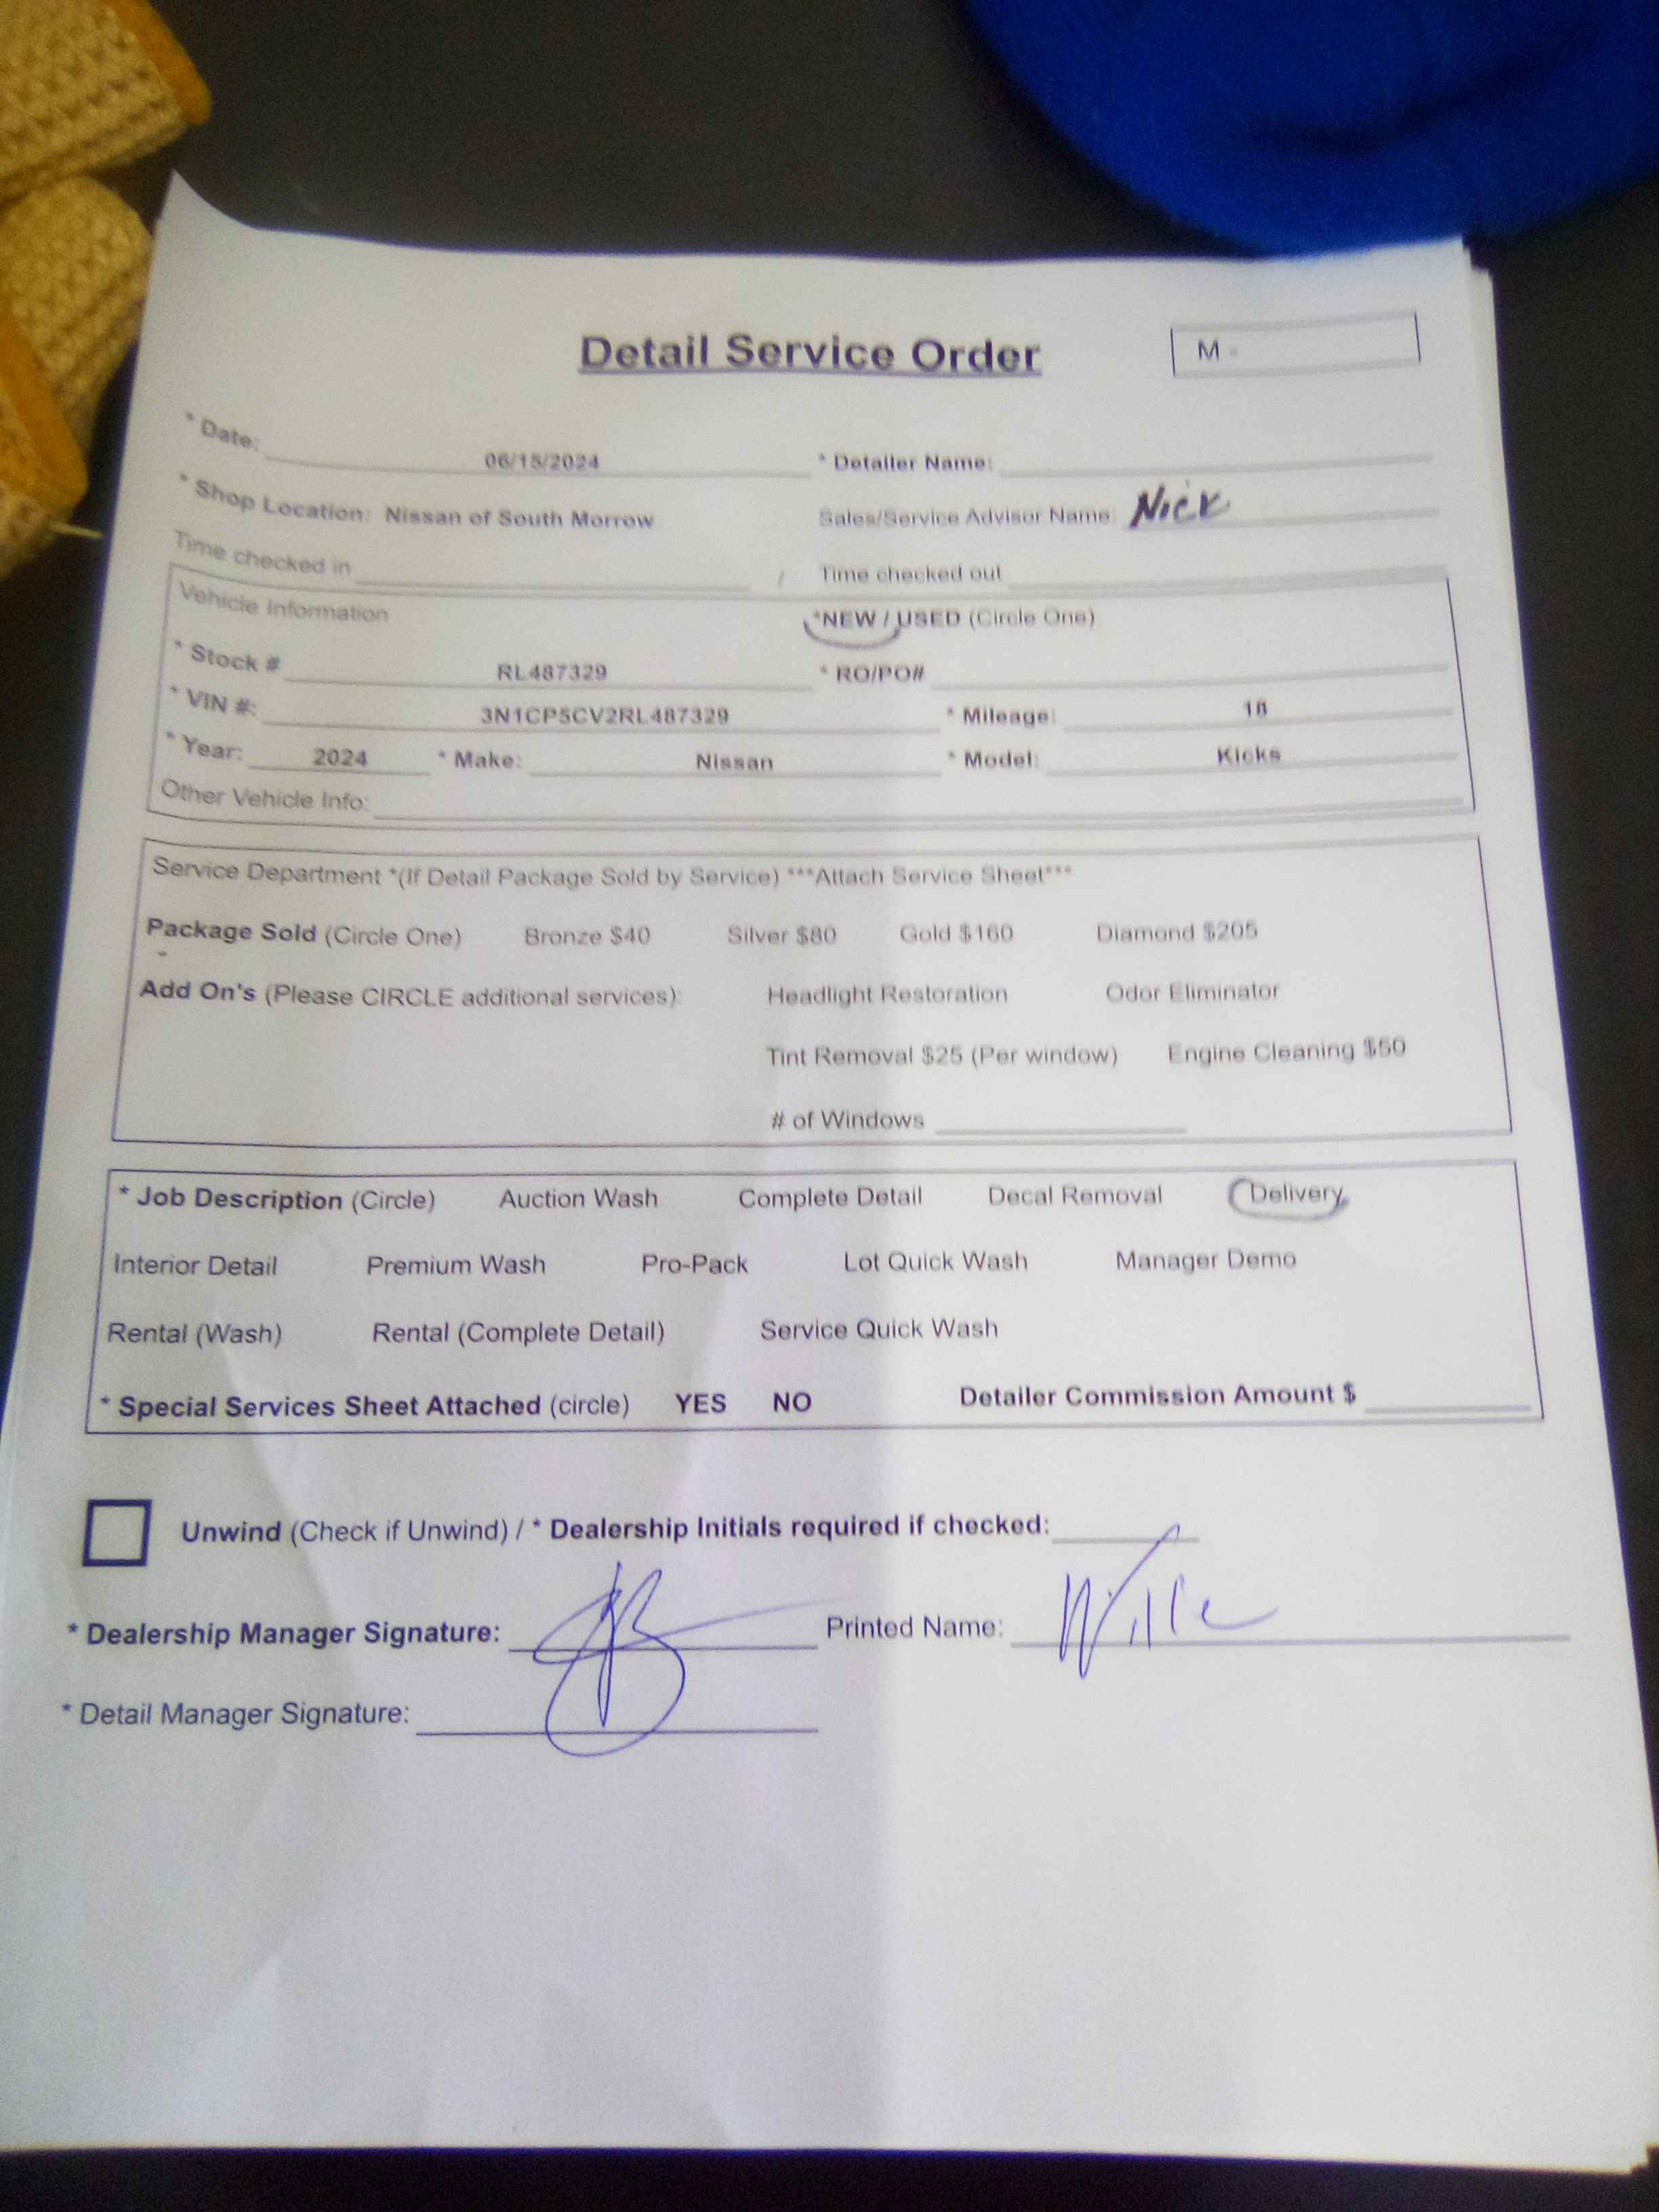 Detail Service Order
M -
* Date: 06/15/2024 * Detailer Name:
* Shop Location: Nissan of South Morrow Sales/Service Advisor Name: Nick
Time checked in / Time checked out
Vehicle Information *NEW / USED (Circle One)
* Stock # RL487329 * RO/PO#
* VIN #: 3N1CP5CV2RL487329 * Mileage: 18
* Year: 2024 * Make: Nissan * Model: Kicks
Other Vehicle Info:
Service Department *(If Detail Package Sold by Service) ***Attach Service Sheet***
Package Sold (Circle One) Bronze $40 Silver $80 Gold $160 Diamond $205
Add On's (Please CIRCLE additional services): Headlight Restoration Odor Eliminator
Tint Removal $25 (Per window) Engine Cleaning $50
# of Windows
* Job Description (Circle) Auction Wash Complete Detail Decal Removal Delivery
Interior Detail Premium Wash Pro-Pack Lot Quick Wash Manager Demo
Rental (Wash) Rental (Complete Detail) Service Quick Wash
* Special Services Sheet Attached (circle) YES NO Detailer Commission Amount $
Unwind (Check if Unwind) / * Dealership Initials required if checked:
* Dealership Manager Signature: Printed Name:
* Detail Manager Signature: